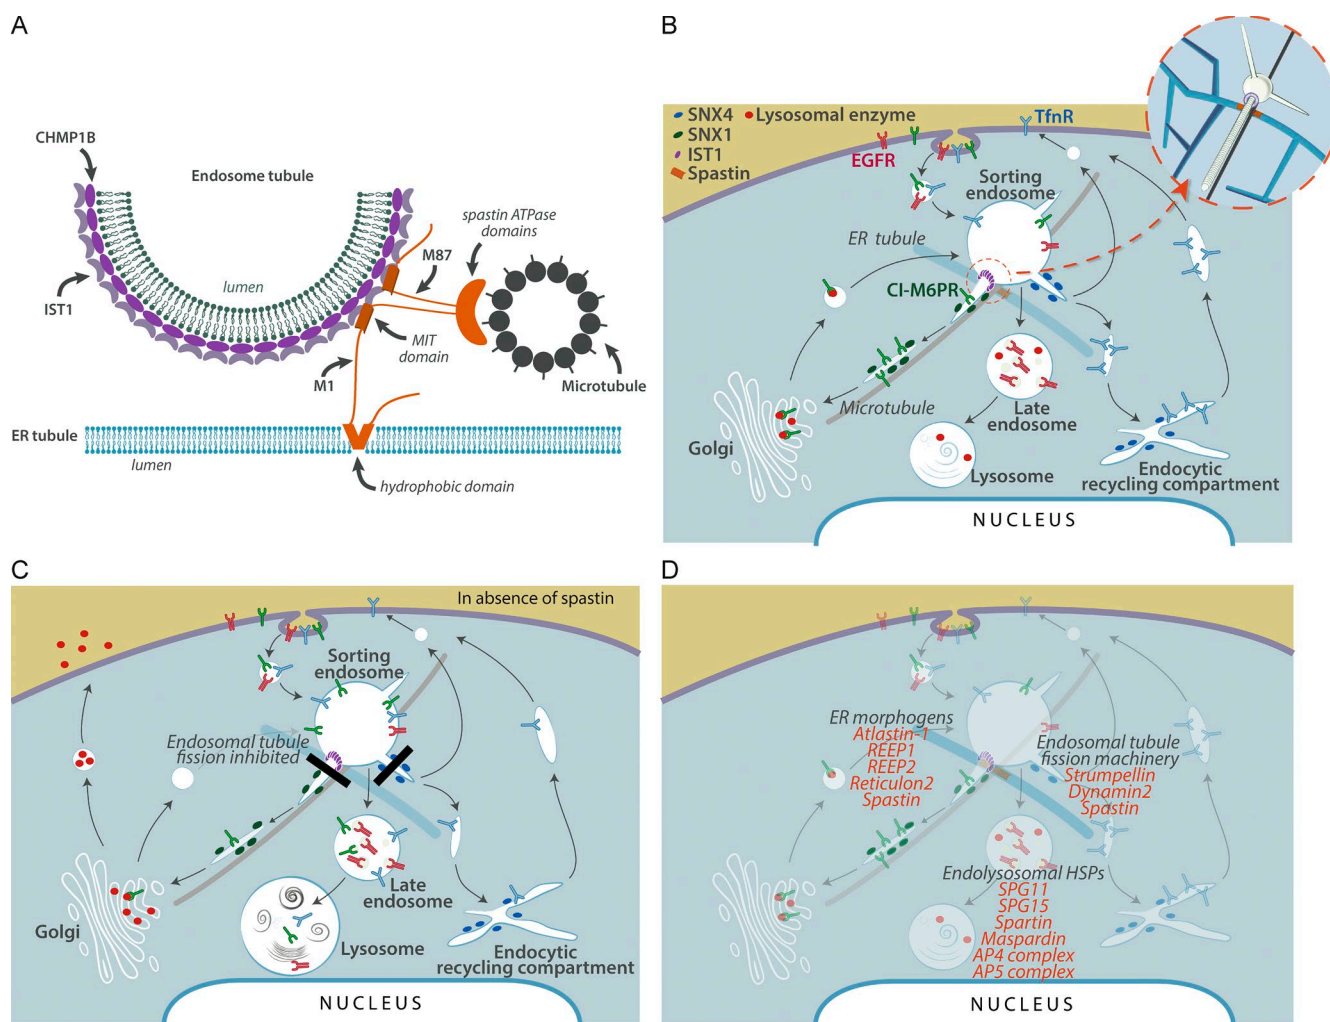 A
CHMP1B
Endosome tubule
spastin ATPase
domains
M87
lumen
IST1
MIT
domain
M1
Microtubule
ER tubule
lumen
hydrophobic domain
B
SNX4
Lysosomal enzyme
TfnR
SNX1
IST1
EGFR
Spastin
Sorting
endosome
ER tubule
CI-M6PR
Microtubule
Late
endosome
Golgi
Lysosome
Endocytic
recycling compartment
NUCLEUS
C
In absence of spastin
Sorting
endosome
Endosomal tubule
fission inhibited
Late
endosome
Golgi
Lysosome
Endocytic
recycling compartment
NUCLEUS
D
ER morphogens
Atlastin-1
REEP1
REEP2
Reticulon2
Spastin
Endosomal tubule
fission machinery
Strumpellin
Dynamin2
Spastin
Endolysosomal HSPs
SPG11
SPG15
Spartin
Maspardin
AP4 complex
AP5 complex
NUCLEUS